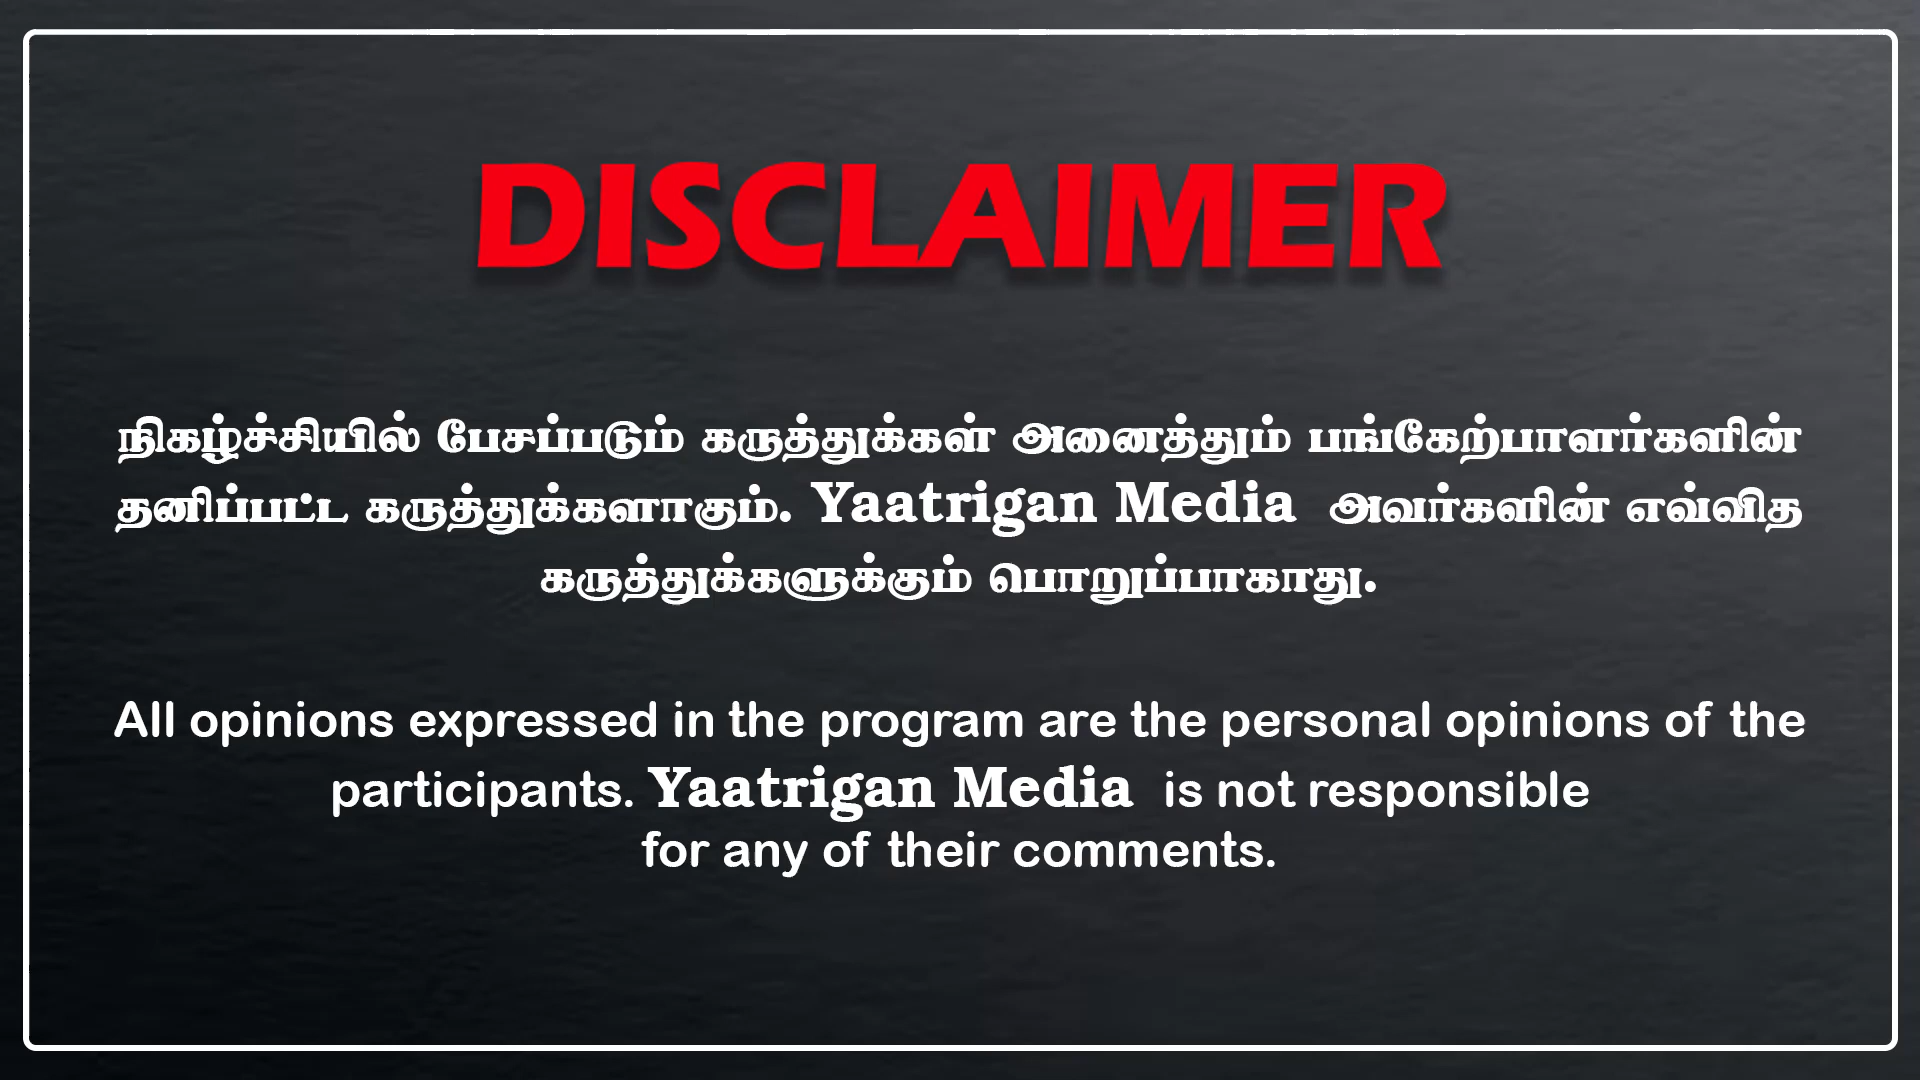 DISCLAIMER
நிகழ்ச்சியில் பேசப்படும் கருத்துக்கள் அனைத்தும் பங்கேற்பாளர்களின்
தனிப்பட்ட கருத்துக்களாகும். Yaatrigan Media அவர்களின் எவ்வித
கருத்துக்களுக்கும் பொறுப்பாகாது.
All opinions expressed in the program are the personal opinions of the
participants. Yaatrigan Media is not responsible
for any of their comments.